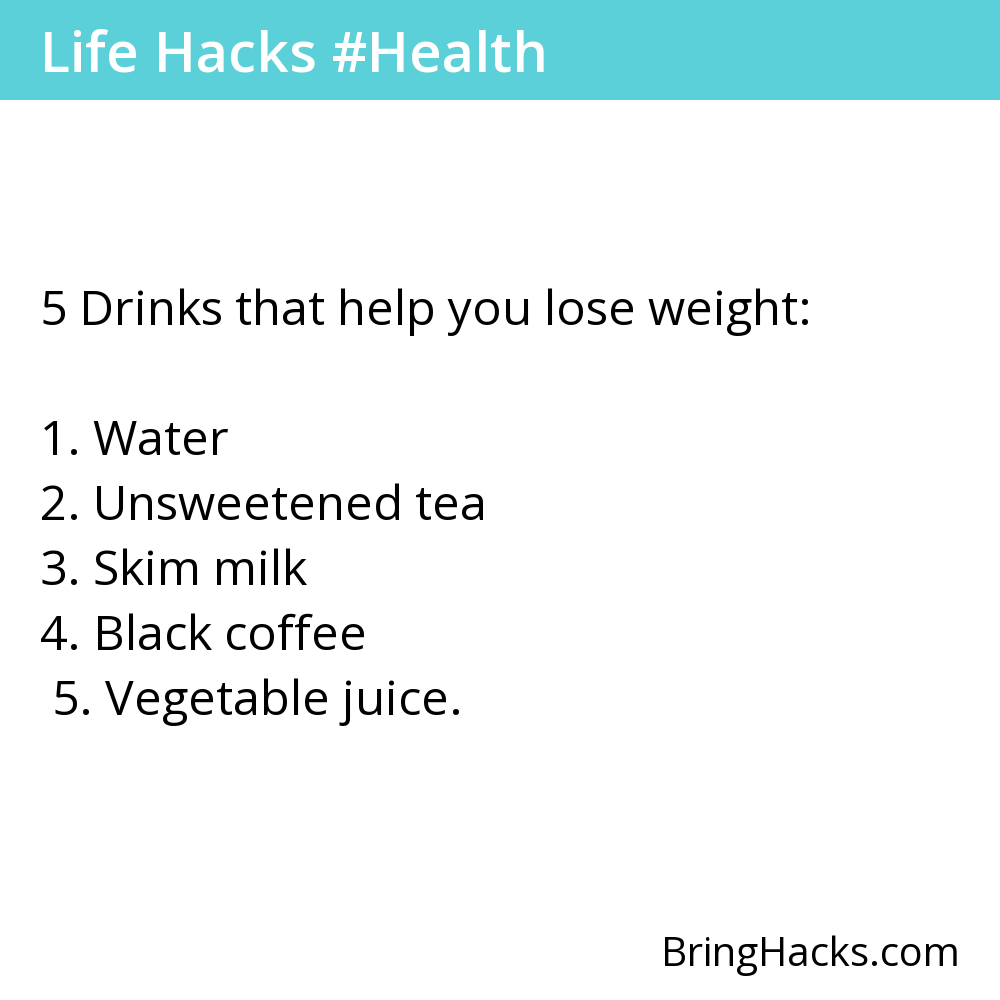 Life Hacks #Health
5 Drinks that help you lose weight:
1. Water
2. Unsweetened tea
3. Skim milk
4. Black coffee
5. Vegetable juice.
BringHacks.com